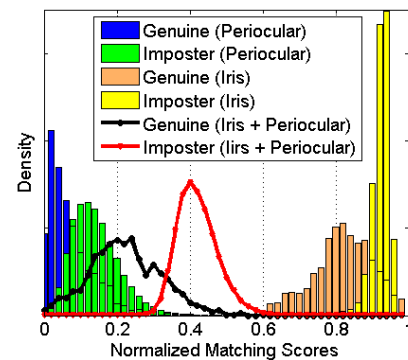 Genuine (Periocular)
Imposter (Periocular)
Genuine (Iris)
Imposter (Iris)
Genuine (Iris + Periocular)
Imposter (Iirs + Periocular)
Density
0 0.2 0.4 0.6 0.8
Normalized Matching Scores